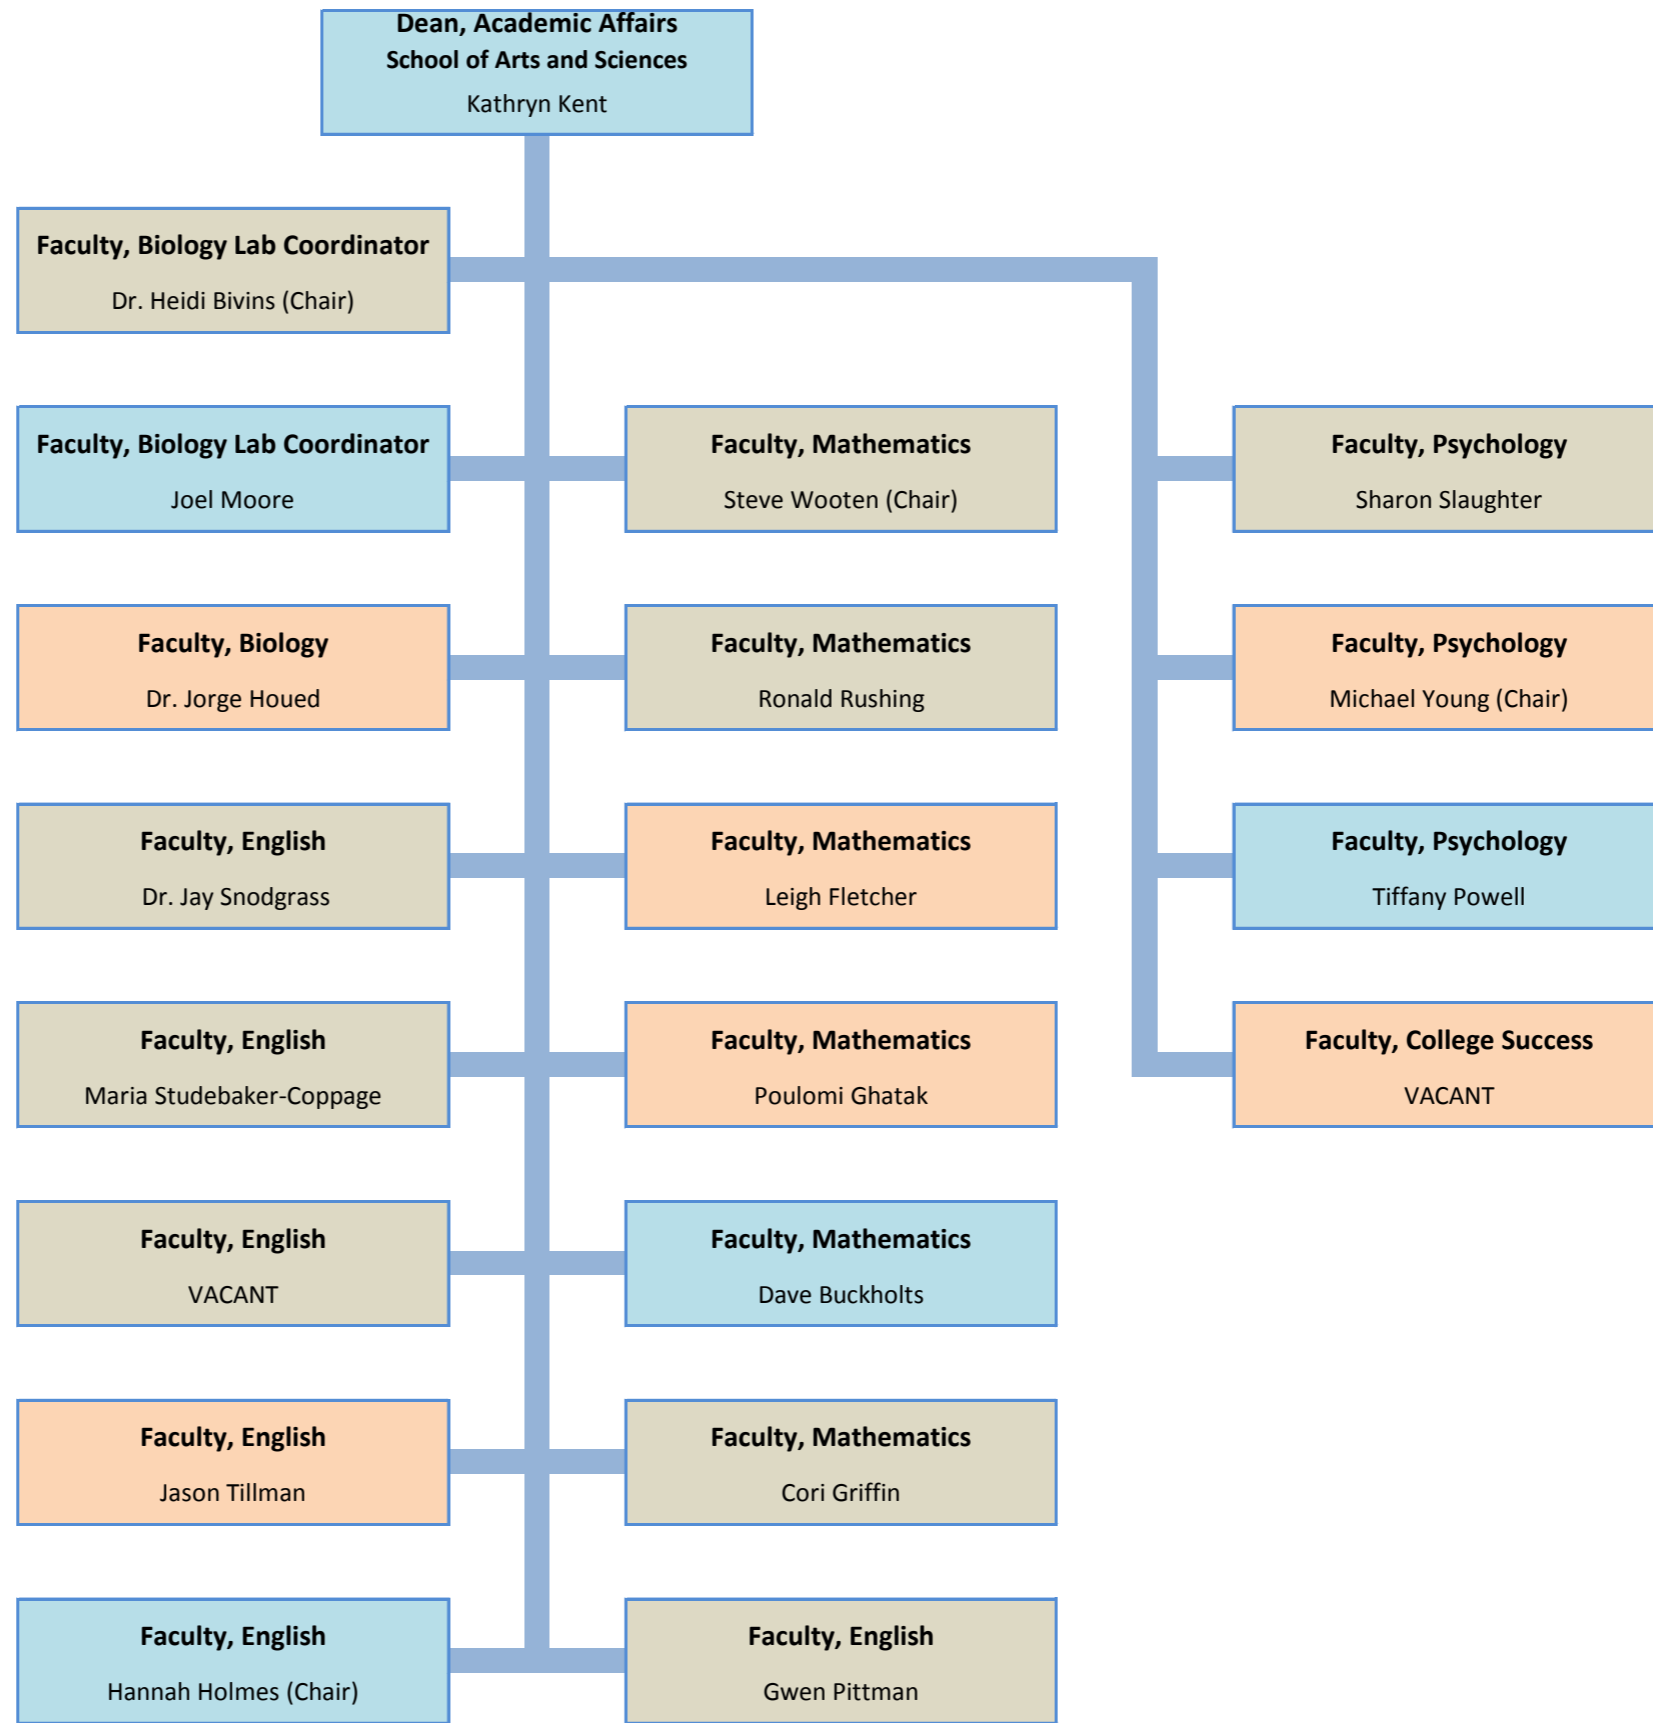 Dean, Academic Affairs
School of Arts and Sciences
Kathryn Kent
Faculty, Biology Lab Coordinator
Dr. Heidi Bivins (Chair)
Faculty, Biology Lab Coordinator
Joel Moore
Faculty, Mathematics
Steve Wooten (Chair)
Faculty, Psychology
Sharon Slaughter
Faculty, Biology
Dr. Jorge Houed
Faculty, Mathematics
Ronald Rushing
Faculty, Psychology
Michael Young (Chair)
Faculty, English
Dr. Jay Snodgrass
Faculty, Mathematics
Leigh Fletcher
Faculty, Psychology
Tiffany Powell
Faculty, English
Maria Studebaker-Coppage
Faculty, Mathematics
Poulomi Ghatak
Faculty, College Success
VACANT
Faculty, English
VACANT
Faculty, Mathematics
Dave Buckholts
Faculty, English
Jason Tillman
Faculty, Mathematics
Cori Griffin
Faculty, English
Hannah Holmes (Chair)
Faculty, English
Gwen Pittman